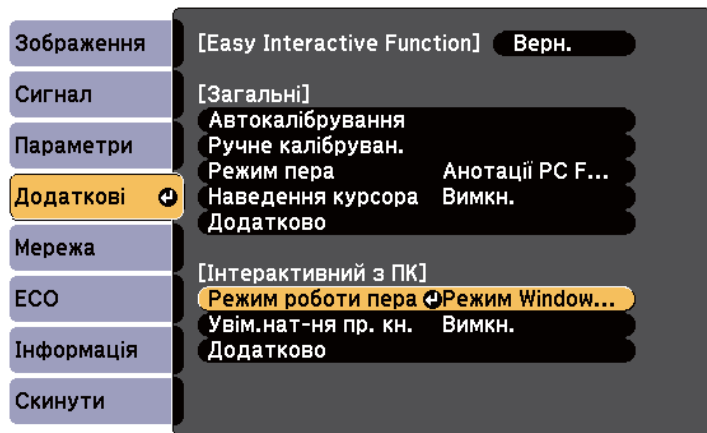 Зображення
Сигнал
Параметри
Додаткові
Мережа
ECO
Інформація
Скинути
[Easy Interactive Function] Верн.
[Загальні]
Автокалібрування
Ручне калібруван.
Режим пера Анотації PC F...
Наведення курсора Вимкн.
Додатково
[Інтерактивний з ПК]
Режим роботи пера Режим Window...
Увім.нат-ня пр. кн. Вимкн.
Додатково